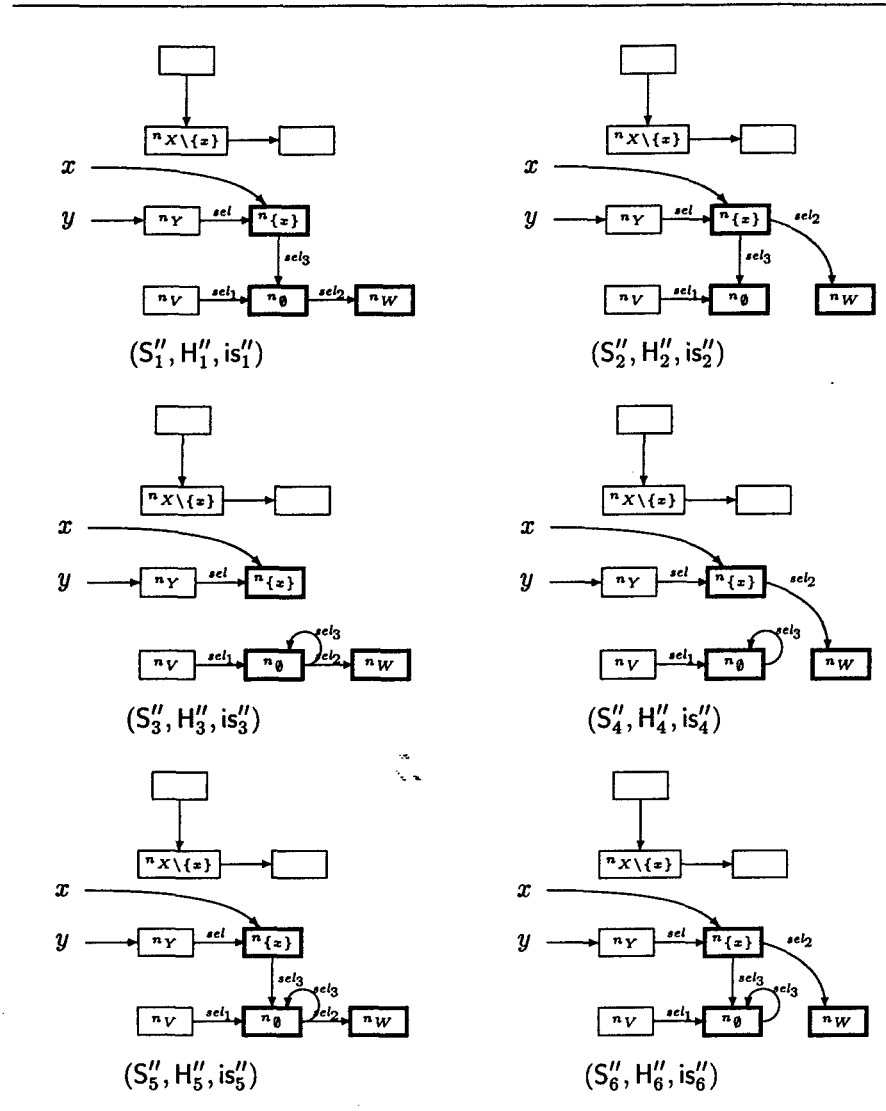 n X\{x} n X\{x}
x x
y n Y sel n {x} y n Y sel n {x} sel2
sel3 sel3
n V sel1 n ∅ sel2 n W n V sel1 n ∅ n W
(S″1, H″1, is″1) (S″2, H″2, is″2)
n X\{x} n X\{x}
x x
y n Y sel n {x} y n Y sel n {x} sel2
sel3 sel3
n V sel1 n ∅ sel2 n W n V sel1 n ∅ n W
(S″3, H″3, is″3) (S″4, H″4, is″4)
n X\{x} n X\{x}
x x
y n Y sel n {x} y n Y sel n {x} sel2
sel3 sel3 sel3 sel3
n V sel1 n ∅ sel2 n W n V sel1 n ∅ n W
(S″5, H″5, is″5) (S″6, H″6, is″6)